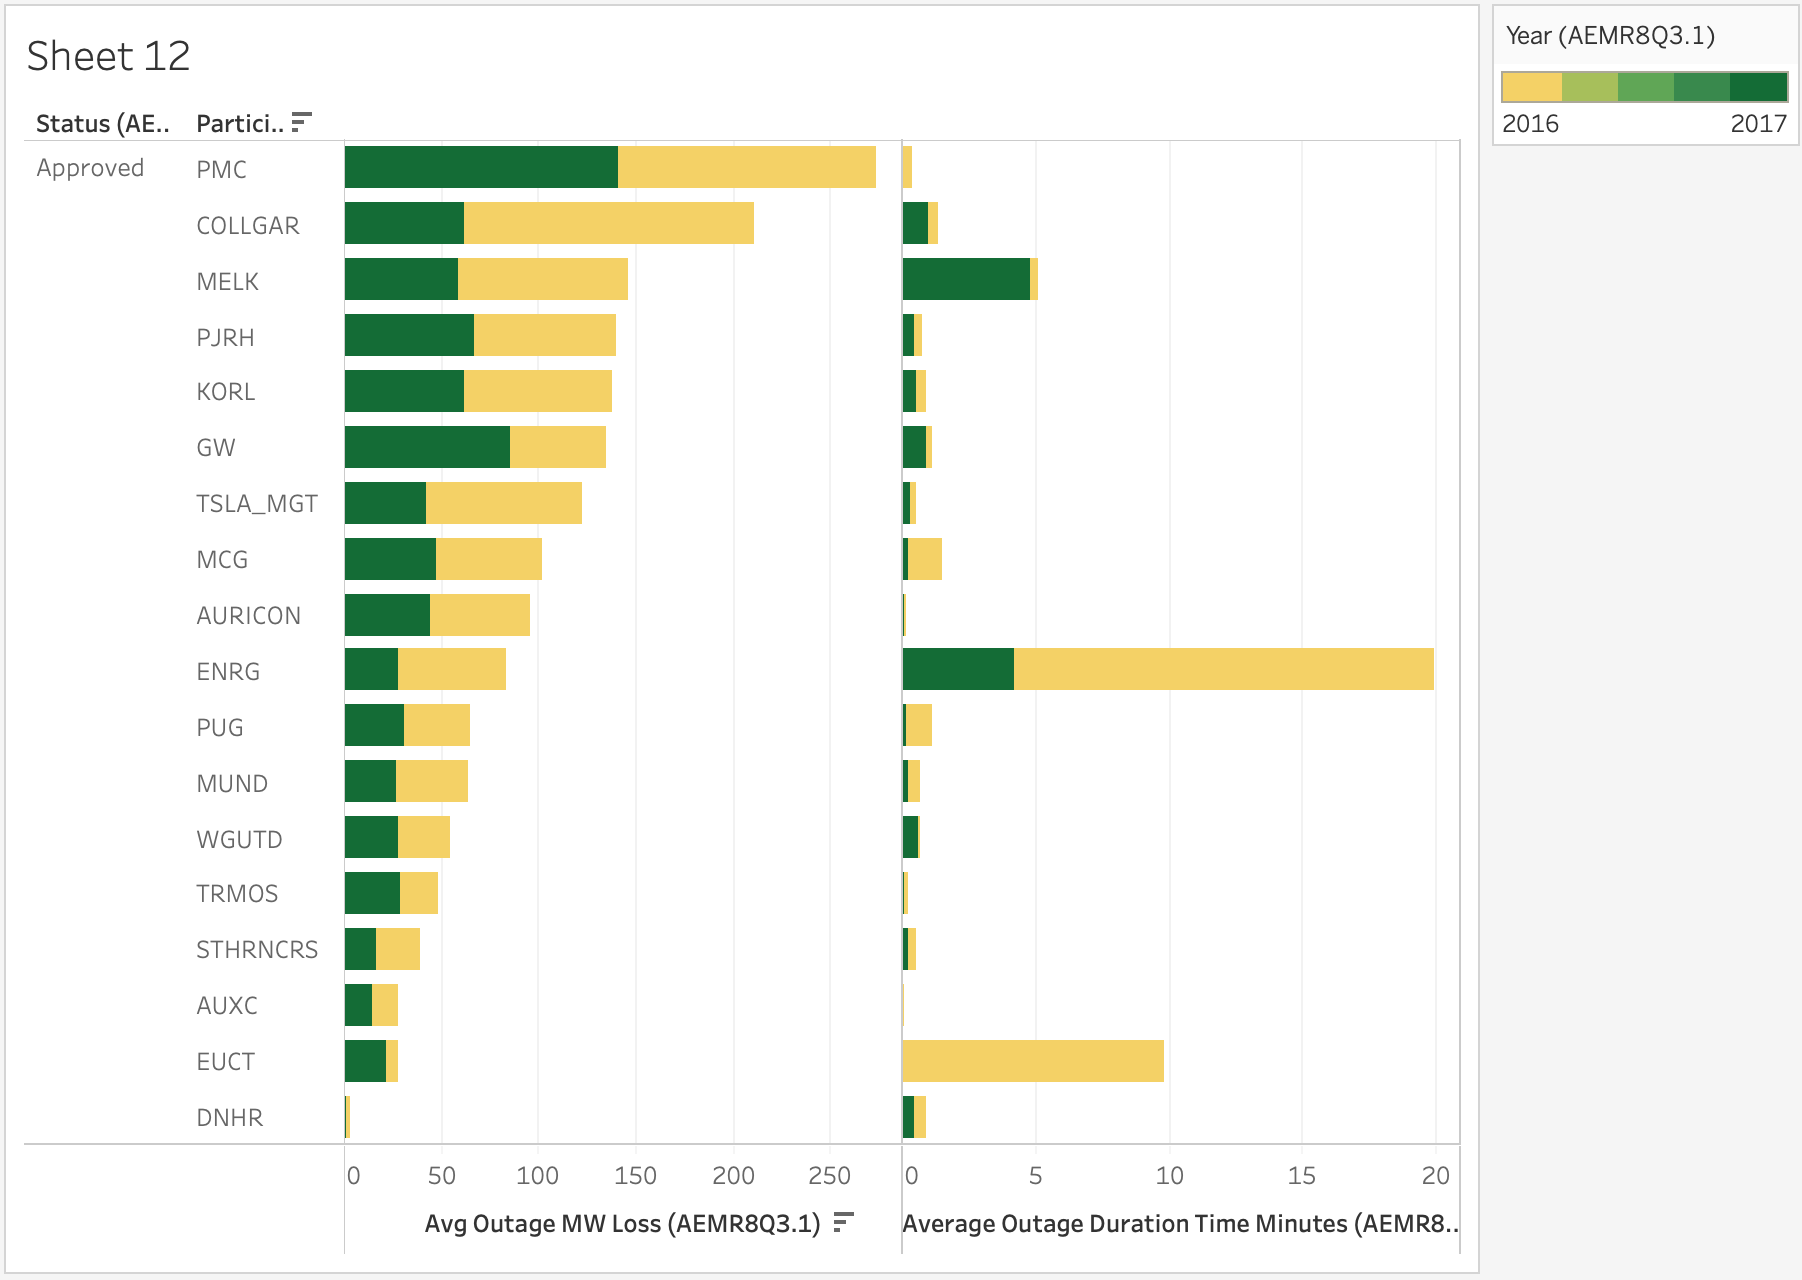 Sheet 12
Year (AEMR8Q3.1)
2016 2017
Status (AE.. Partici..
Approved PMC
COLLGAR
MELK
PJRH
KORL
GW
TSLA_MGT
MCG
AURICON
ENRG
PUG
MUND
WGUTD
TRMOS
STHRNCRS
AUXC
EUCT
DNHR
0 50 100 150 200 250 0 5 10 15 20
Avg Outage MW Loss (AEMR8Q3.1) Average Outage Duration Time Minutes (AEMR8..